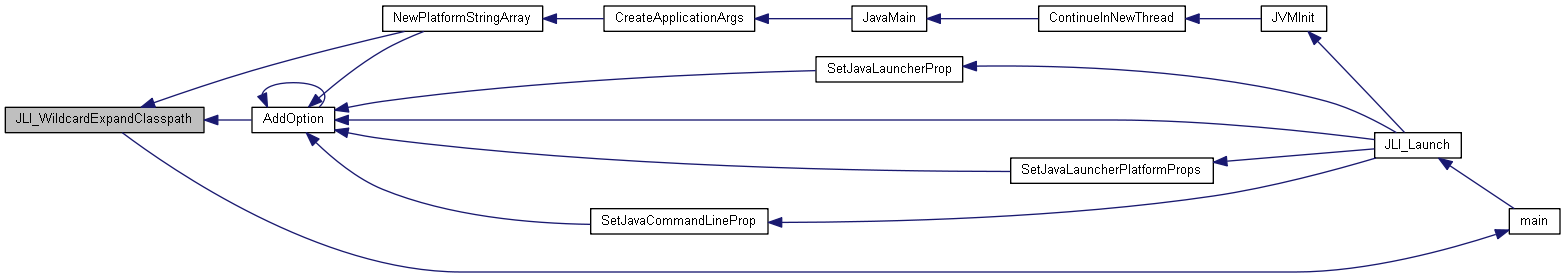 NewPlatformStringArray
CreateApplicationArgs
JavaMain
ContinueInNewThread
JVMInit
SetJavaLauncherProp
JLI_WildcardExpandClasspath
AddOption
JLI_Launch
SetJavaLauncherPlatformProps
SetJavaCommandLineProp
main